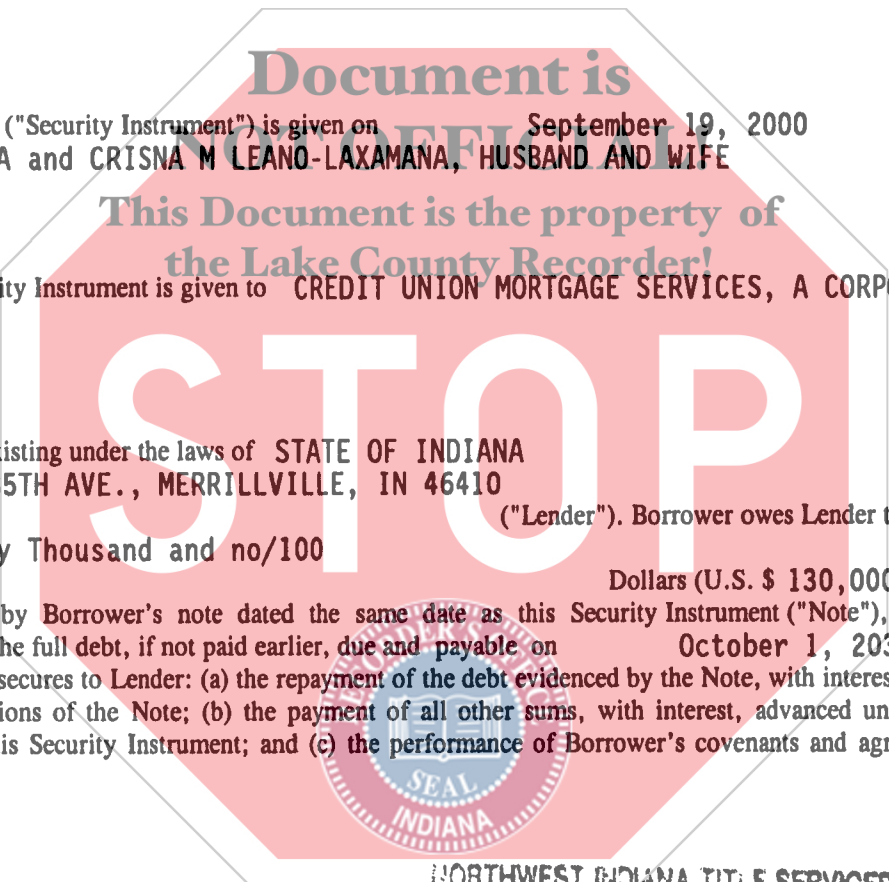 Document is
("Security Instrument") is given on September 19, 2000
NOT OFFICIAL
A and CRISNA M LEANO-LAXAMANA, HUSBAND AND WIFE
This Document is the property of
the Lake County Recorder!
ity Instrument is given to CREDIT UNION MORTGAGE SERVICES, A CORPO
STOP
isting under the laws of STATE OF INDIANA
5TH AVE., MERRILLVILLE, IN 46410
("Lender"). Borrower owes Lender t
y Thousand and no/100
Dollars (U.S. $ 130,000
by Borrower's note dated the same date as this Security Instrument ("Note"),
he full debt, if not paid earlier, due and payable on October 1, 203
secures to Lender: (a) the repayment of the debt evidenced by the Note, with interes
ions of the Note; (b) the payment of all other sums, with interest, advanced un
is Security Instrument; and (c) the performance of Borrower's covenants and agr
RECORDER'S OFFICE
SEAL
INDIANA
NORTHWEST INDIANA TITLE SERVICES